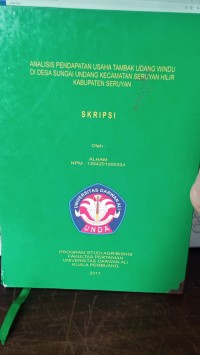 ANALISIS PENDAPATAN USAHA TAMBAK UDANG WINDU
DI DESA SUNGAI UNDANG KECAMATAN SERUYAN HILIR
KABUPATEN SERUYAN
SKRIPSI
Oleh :
ALHAM
NPM :
UNIVERSITAS DARWAN ALI
UNDA
PROGRAM STUDI AGRIBISNIS
FAKULTAS PERTANIAN
UNIVERSITAS DARWAN ALI
KUALA PEMBUANG
2017